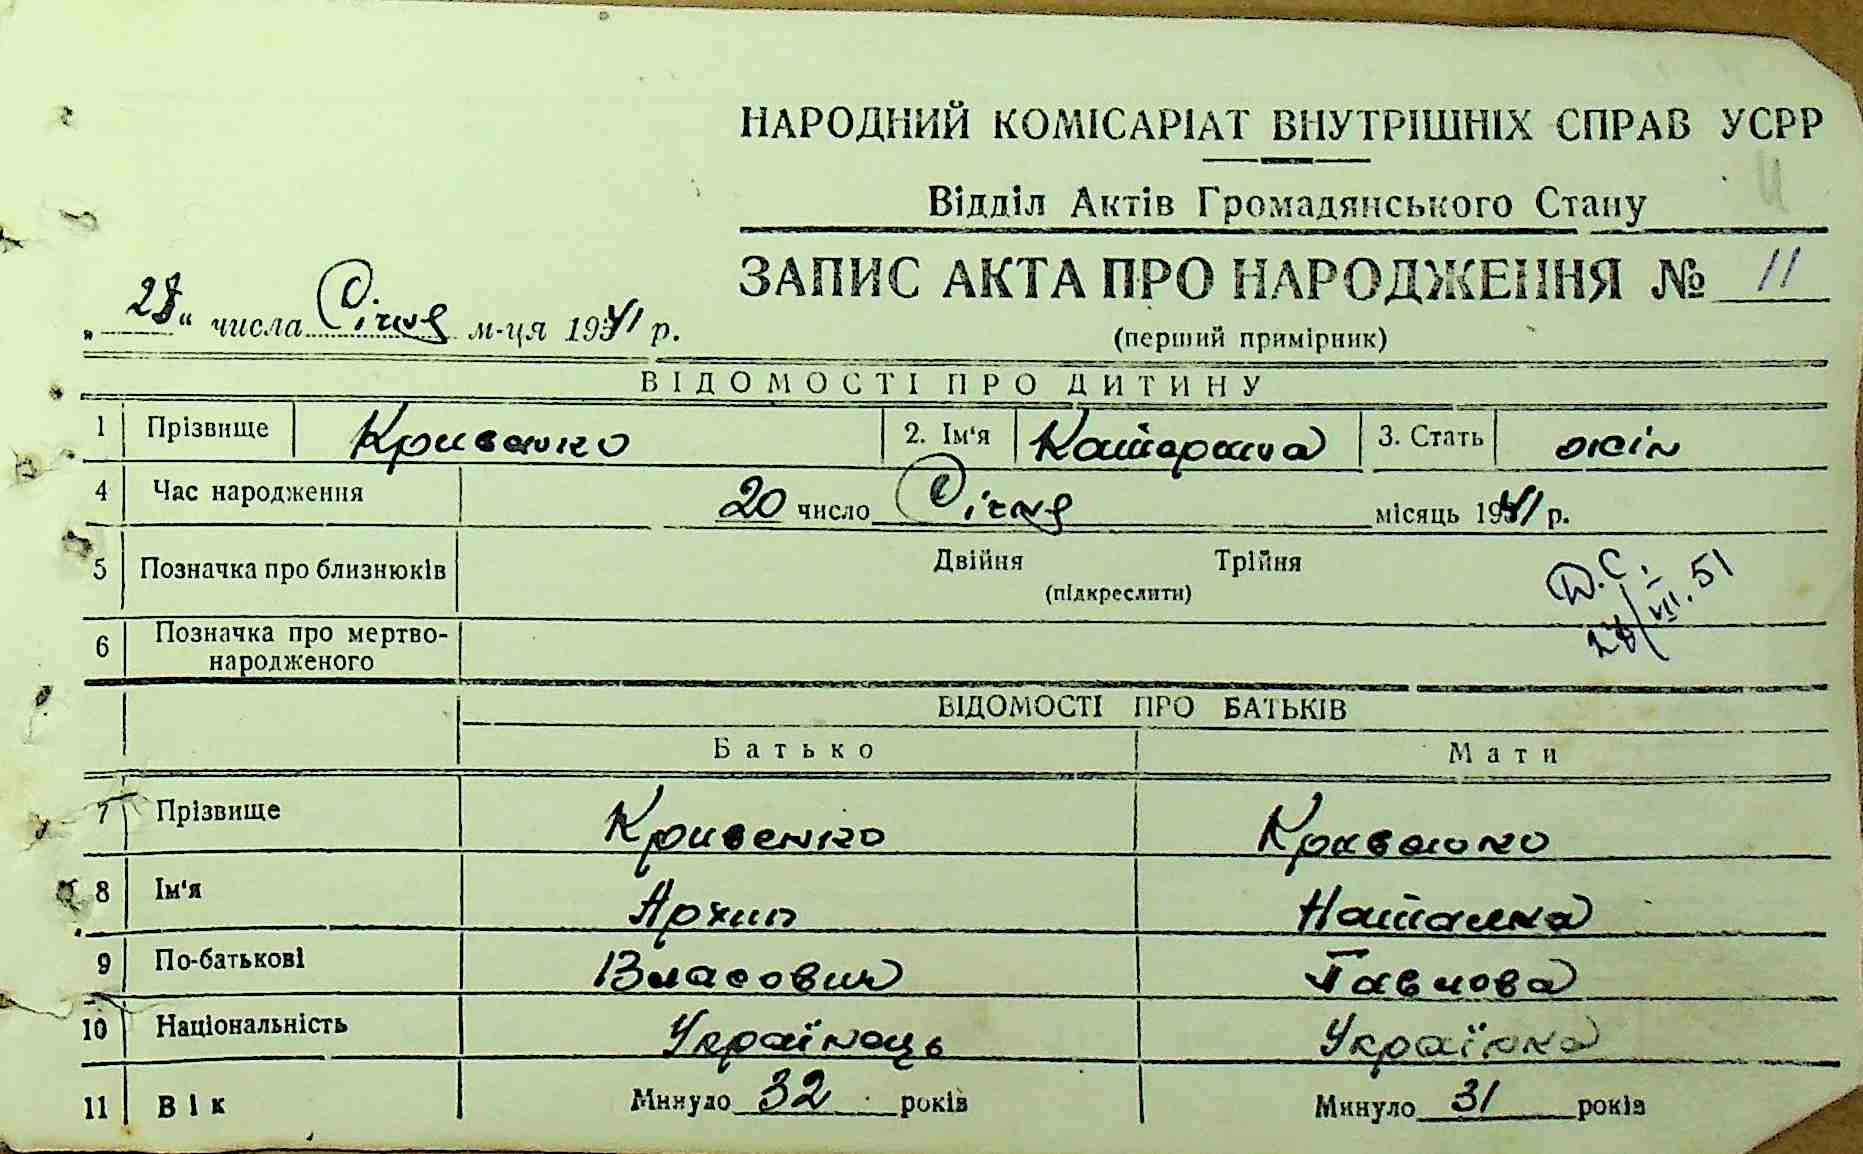 НАРОДНИЙ КОМІСАРІАТ ВНУТРІШНІХ СПРАВ УСРР
Відділ Актів Громадянського Стану
ЗАПИС АКТА ПРО НАРОДЖЕННЯ № 11
„28“ числа Січня м-ця 1941 р.
(перший примірник)
ВІДОМОСТІ ПРО ДИТИНУ
1 Прізвище Кривенко 2. Ім'я Катерина 3. Стать жін
4 Час народження 20 число Січня місяць 1941 р.
5 Позначка про близнюків Двійня Трійня
(підкреслити)
Д.С.
28/VII.51
6 Позначка про мертво-
народженого
ВІДОМОСТІ ПРО БАТЬКІВ
Батько Мати
7 Прізвище Кривенко Кривенко
8 Ім'я Архип Наталка
9 По-батькові Власович Павлова
10 Національність Українець Українка
11 Вік Минуло 32 років Минуло 31 років